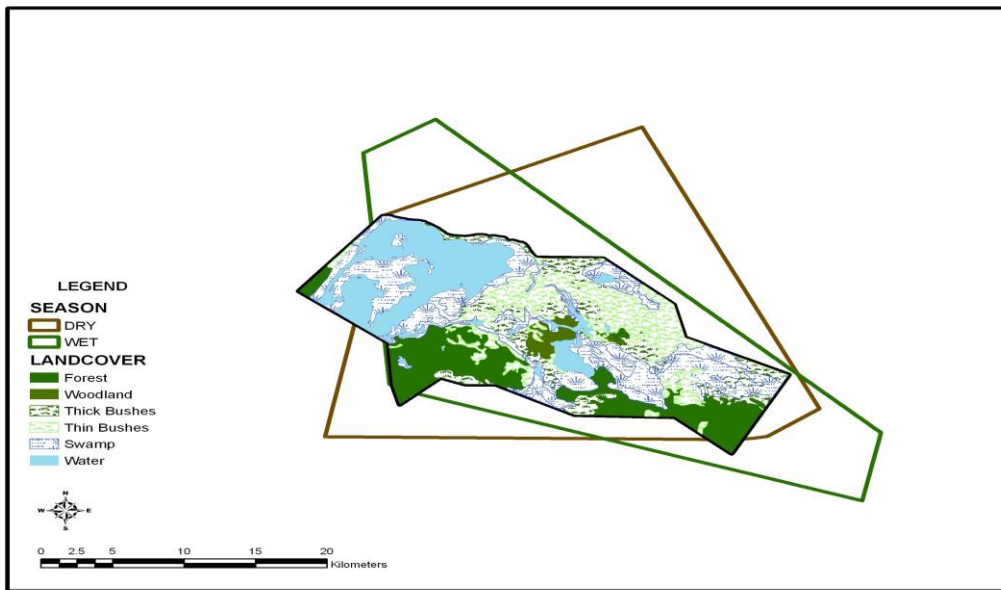 LEGEND
SEASON
DRY
WET
LANDCOVER
Forest
Woodland
Thick Bushes
Thin Bushes
Swamp
Water
N
W E
S
0 2.5 5 10 15 20
Kilometers